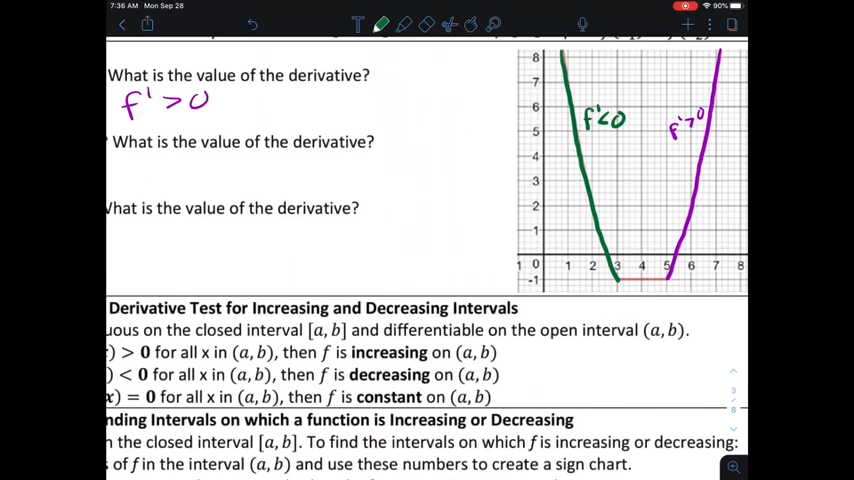 7:36 AM Mon Sep 28
90%
What is the value of the derivative?
f' > 0
What is the value of the derivative?
What is the value of the derivative?
8
7
6
5
4
3
2
1
1 0 1 2 3 4 5 6 7 8
-1
f'<0
f'>0
Derivative Test for Increasing and Decreasing Intervals
uous on the closed interval [a, b] and differentiable on the open interval (a, b).
) > 0 for all x in (a, b), then f is increasing on (a, b)
) < 0 for all x in (a, b), then f is decreasing on (a, b)
x) = 0 for all x in (a, b), then f is constant on (a, b)
nding Intervals on which a function is Increasing or Decreasing
n the closed interval [a, b]. To find the intervals on which f is increasing or decreasing:
s of f in the interval (a, b) and use these numbers to create a sign chart.
3
/
8